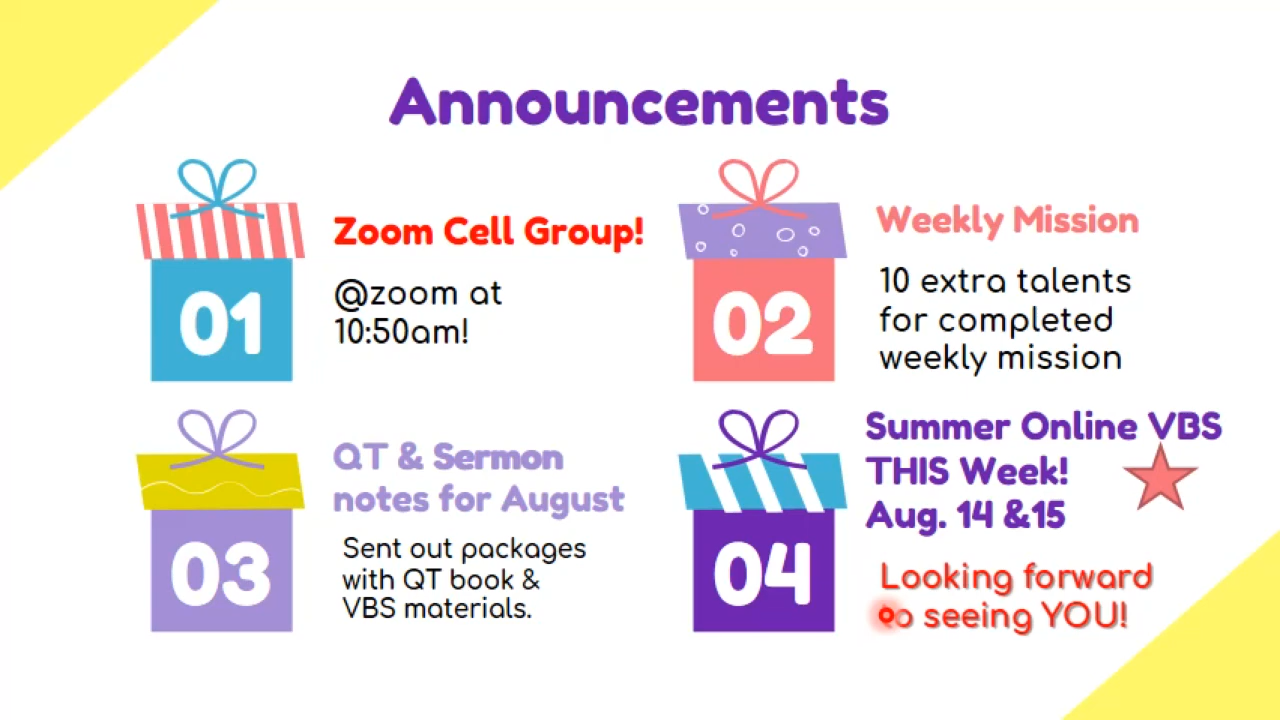 Announcements
01
Zoom Cell Group!
@zoom at
10:50am!
02
Weekly Mission
10 extra talents
for completed
weekly mission
03
QT & Sermon
notes for August
Sent out packages
with QT book &
VBS materials.
04
Summer Online VBS
THIS Week!
Aug. 14 &15
Looking forward
to seeing YOU!